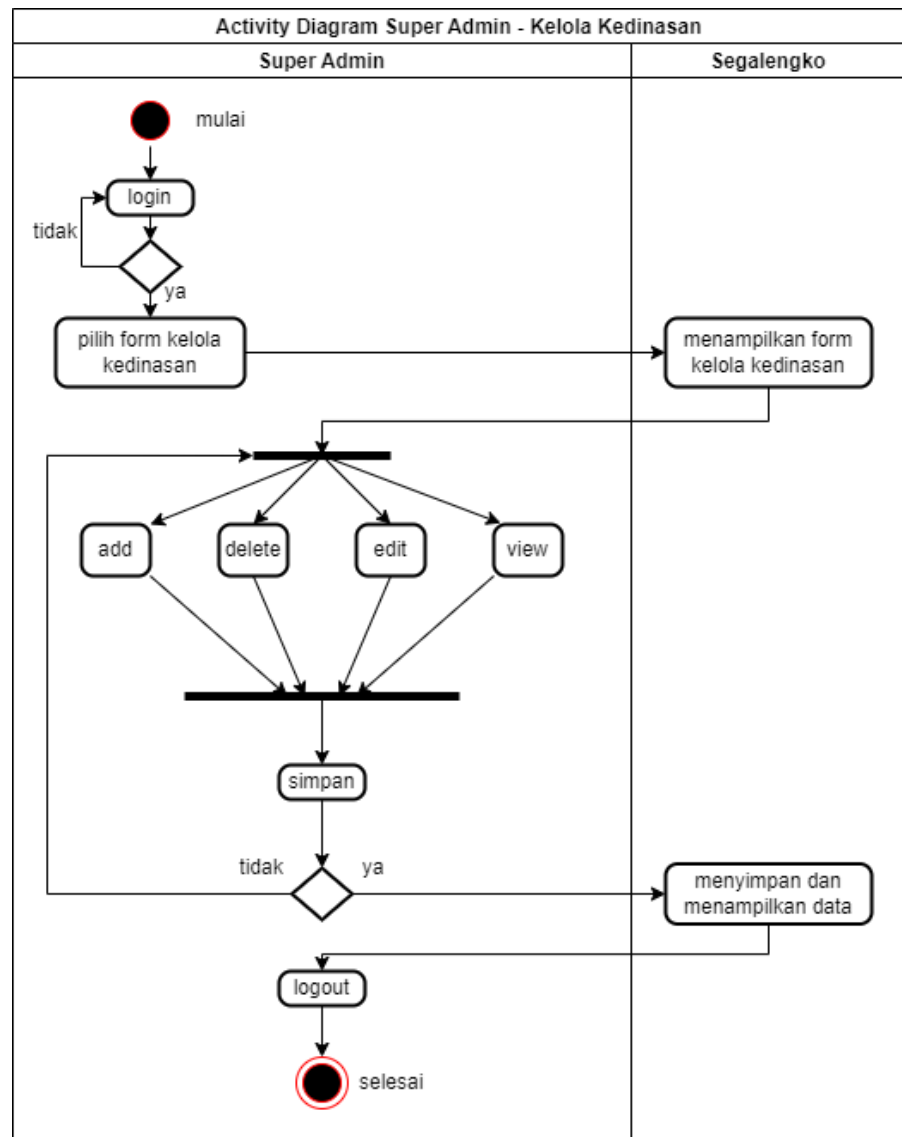 Activity Diagram Super Admin - Kelola Kedinasan
Super Admin
Segalengko
mulai
login
tidak
ya
pilih form kelola
kedinasan
menampilkan form
kelola kedinasan
add
delete
edit
view
simpan
tidak
ya
menyimpan dan
menampilkan data
logout
selesai